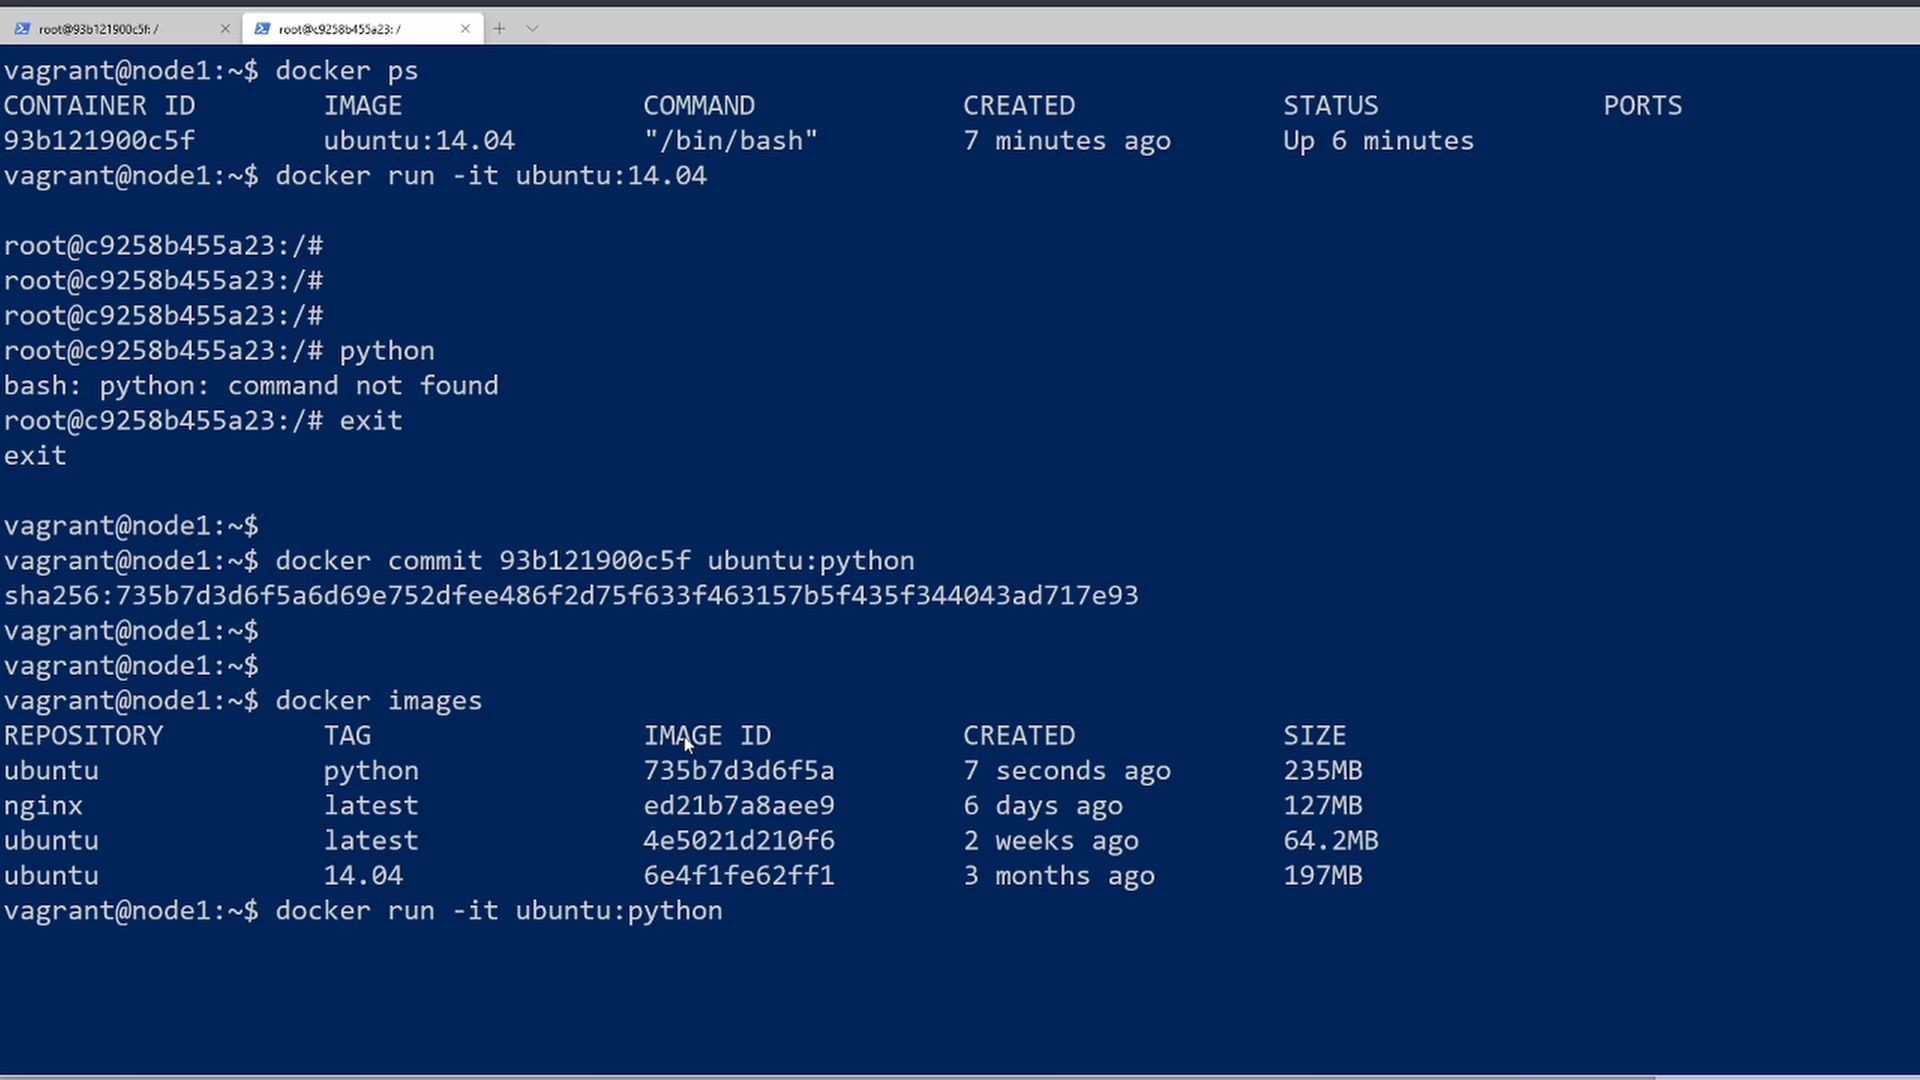 root@93b121900c5f: /
root@c9258b455a23: /
vagrant@node1:~$ docker ps
CONTAINER ID IMAGE COMMAND CREATED STATUS PORTS
93b121900c5f ubuntu:14.04 "/bin/bash" 7 minutes ago Up 6 minutes
vagrant@node1:~$ docker run -it ubuntu:14.04
root@c9258b455a23:/#
root@c9258b455a23:/#
root@c9258b455a23:/#
root@c9258b455a23:/# python
bash: python: command not found
root@c9258b455a23:/# exit
exit
vagrant@node1:~$
vagrant@node1:~$ docker commit 93b121900c5f ubuntu:python
sha256:735b7d3d6f5a6d69e752dfee486f2d75f633f463157b5f435f344043ad717e93
vagrant@node1:~$
vagrant@node1:~$
vagrant@node1:~$ docker images
REPOSITORY TAG IMAGE ID CREATED SIZE
ubuntu python 735b7d3d6f5a 7 seconds ago 235MB
nginx latest ed21b7a8aee9 6 days ago 127MB
ubuntu latest 4e5021d210f6 2 weeks ago 64.2MB
ubuntu 14.04 6e4f1fe62ff1 3 months ago 197MB
vagrant@node1:~$ docker run -it ubuntu:python